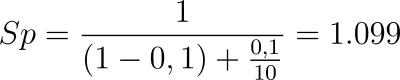 Sp = \frac{1}{(1 - 0,1) + \frac{0,1}{10}} = 1.099